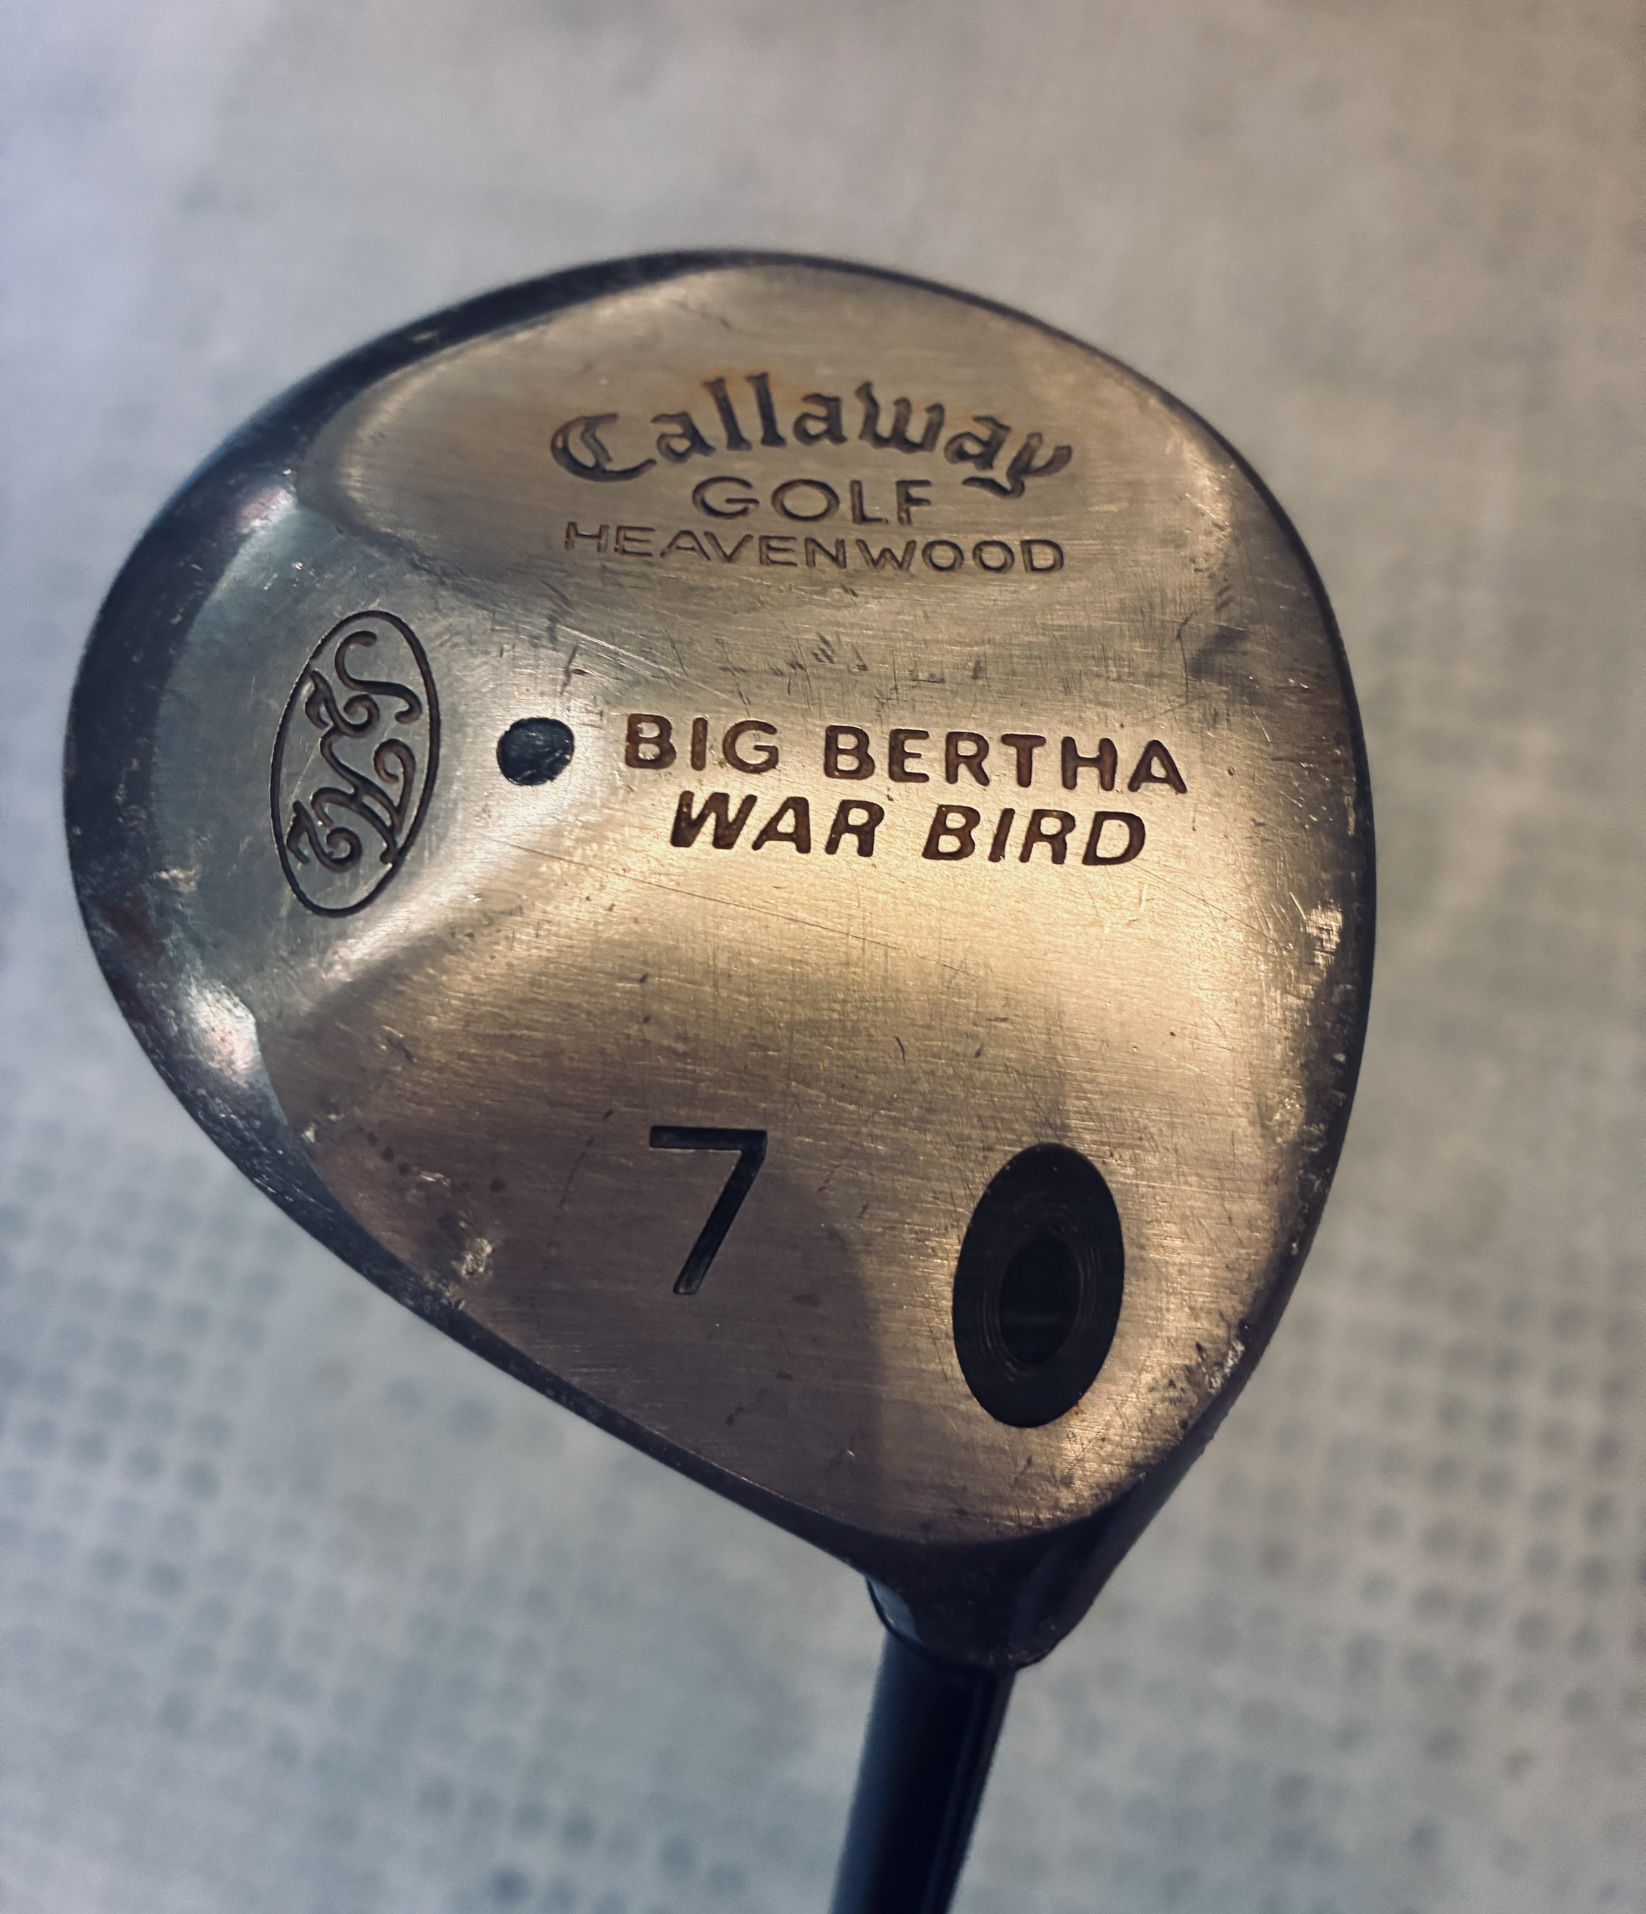 Callaway
GOLF
HEAVENWOOD
BIG BERTHA
WAR BIRD
7